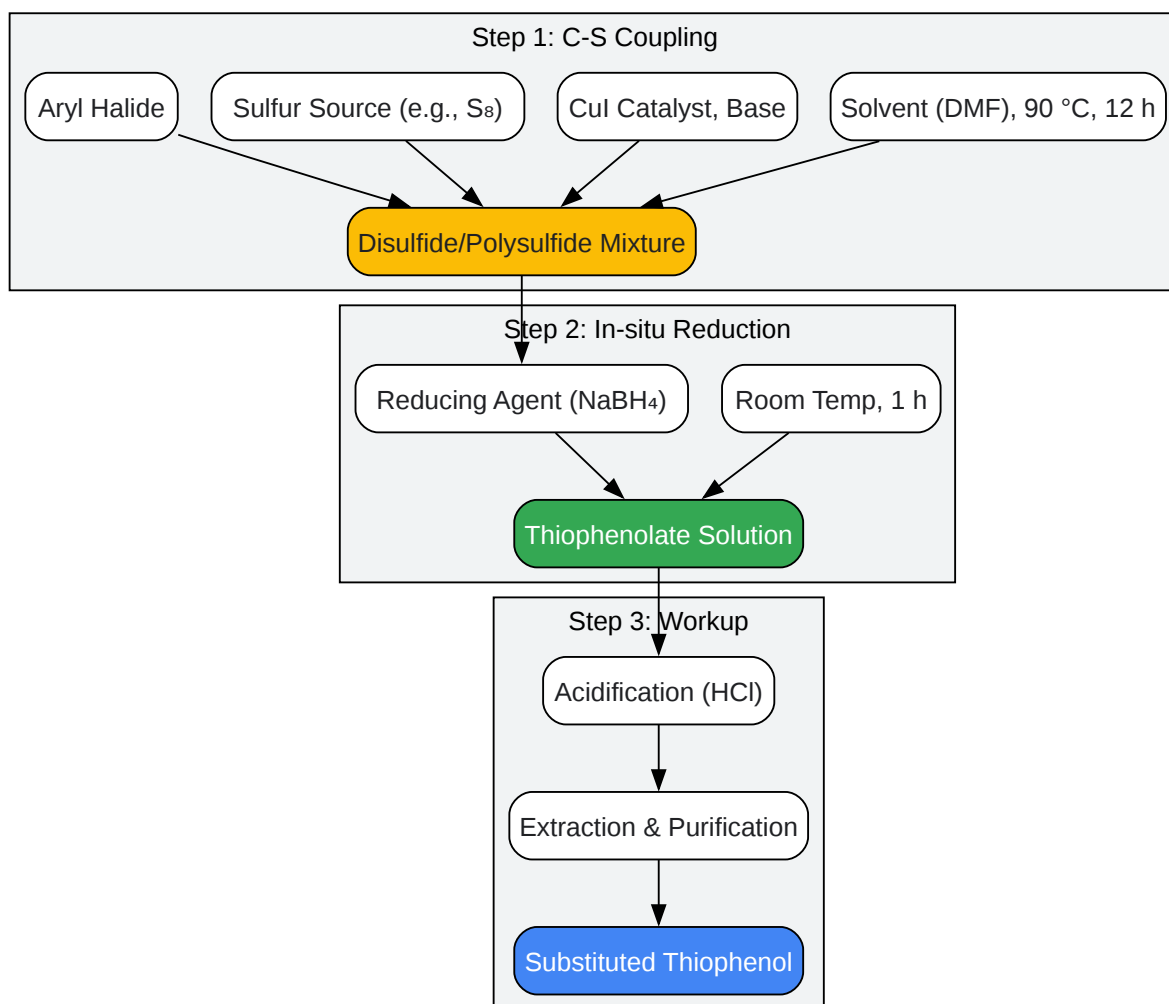 Step 1: C-S Coupling
Aryl Halide
Sulfur Source (e.g., S₈)
CuI Catalyst, Base
Solvent (DMF), 90 °C, 12 h
Disulfide/Polysulfide Mixture
Step 2: In-situ Reduction
Reducing Agent (NaBH₄)
Room Temp, 1 h
Thiophenolate Solution
Step 3: Workup
Acidification (HCl)
Extraction & Purification
Substituted Thiophenol